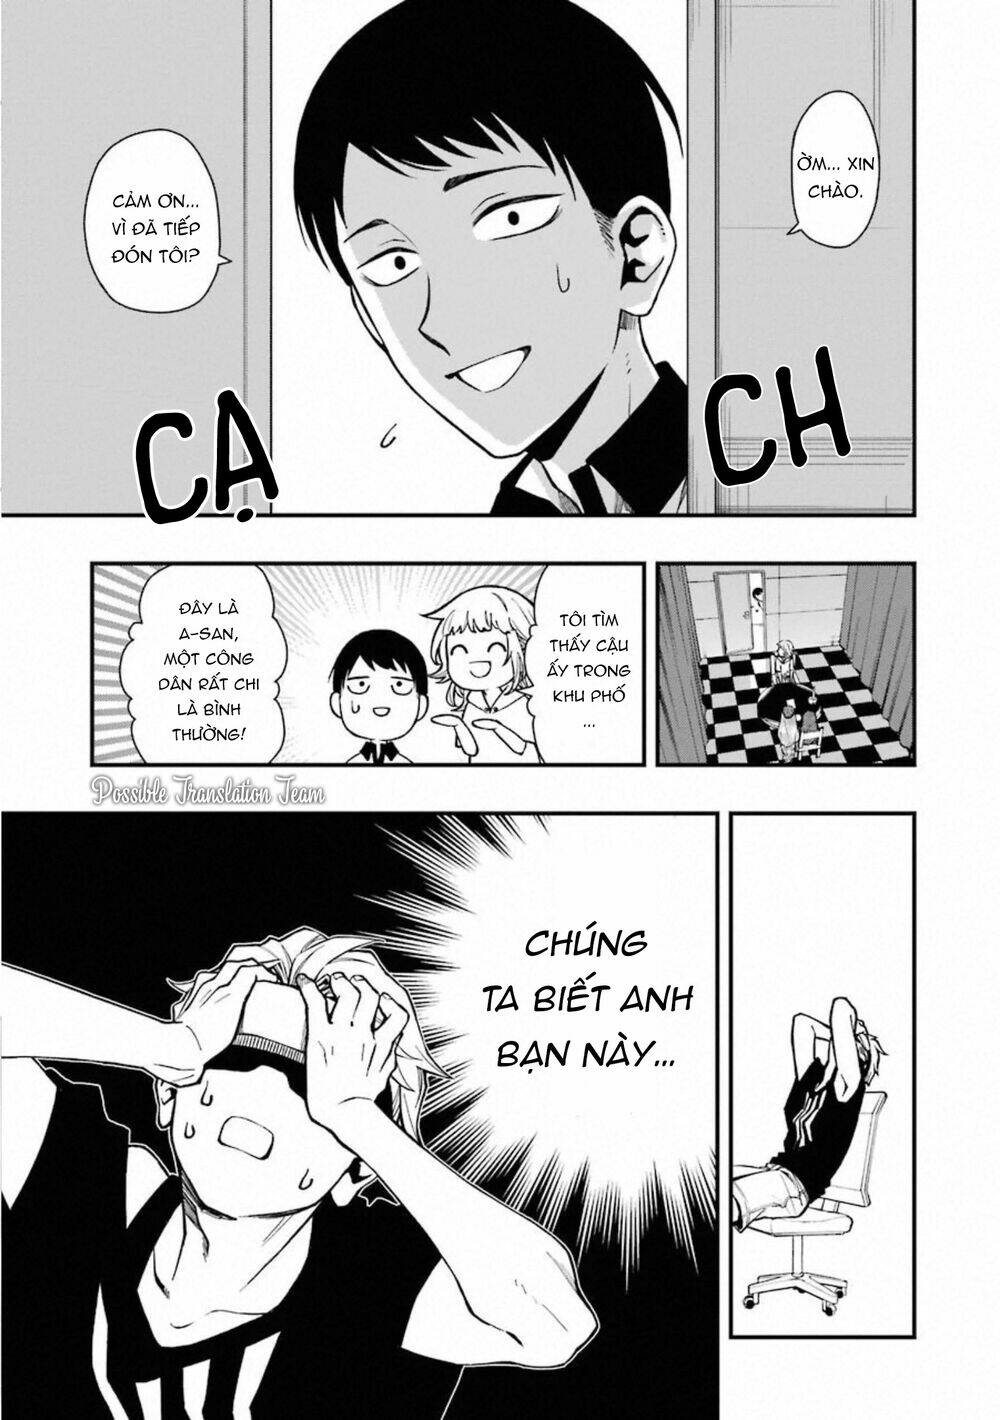 ỜM... XIN
CHÀO.
CẢM ƠN...
VÌ ĐÃ TIẾP
ĐÓN TÔI?
CẠCH
TÔI TÌM
THẤY CẬU
ẤY TRONG
KHU PHỐ
...
ĐÂY LÀ
A-SAN,
MỘT CÔNG
DÂN RẤT CHI
LÀ BÌNH
THƯỜNG!
Possible Translation Team
CHÚNG
TA BIẾT ANH
BẠN NÀY...